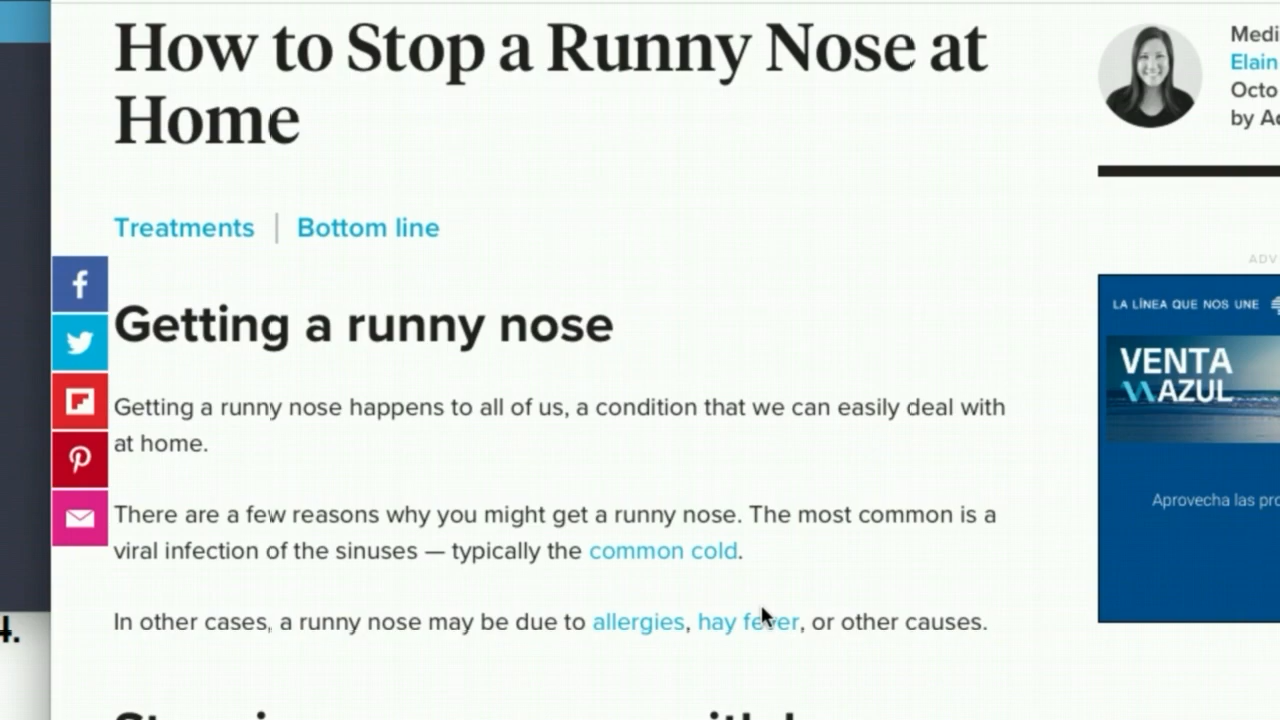 How to Stop a Runny Nose at
Home
Treatments | Bottom line
Getting a runny nose
Getting a runny nose happens to all of us, a condition that we can easily deal with
at home.
There are a few reasons why you might get a runny nose. The most common is a
viral infection of the sinuses — typically the common cold.
In other cases, a runny nose may be due to allergies, hay fever, or other causes.
Medi
Elain
Octo
by Ad
ADV
LA LÍNEA QUE NOS UNE
VENTA
AZUL
Aprovecha las pro
4.